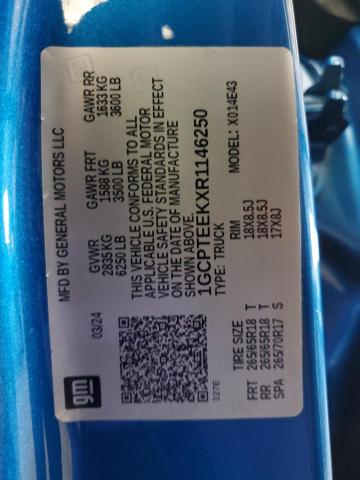 gm
MFD BY GENERAL MOTORS LLC
03/24
GVWR
2835 KG
6250 LB
GAWR FRT
1588 KG
3500 LB
GAWR RR
1633 KG
3600 LB
THIS VEHICLE CONFORMS TO ALL
APPLICABLE U.S. FEDERAL MOTOR
VEHICLE SAFETY STANDARDS IN EFFECT
ON THE DATE OF MANUFACTURE
SHOWN ABOVE.
1GCPTEEKXR1146250
TYPE: TRUCK MODEL: X014E43
TIRE SIZE RIM
FRT 265/65R18 T 18X8.5J
RR 265/65R18 T 18X8.5J
SPA 265/70R17 S 17X8J
327E